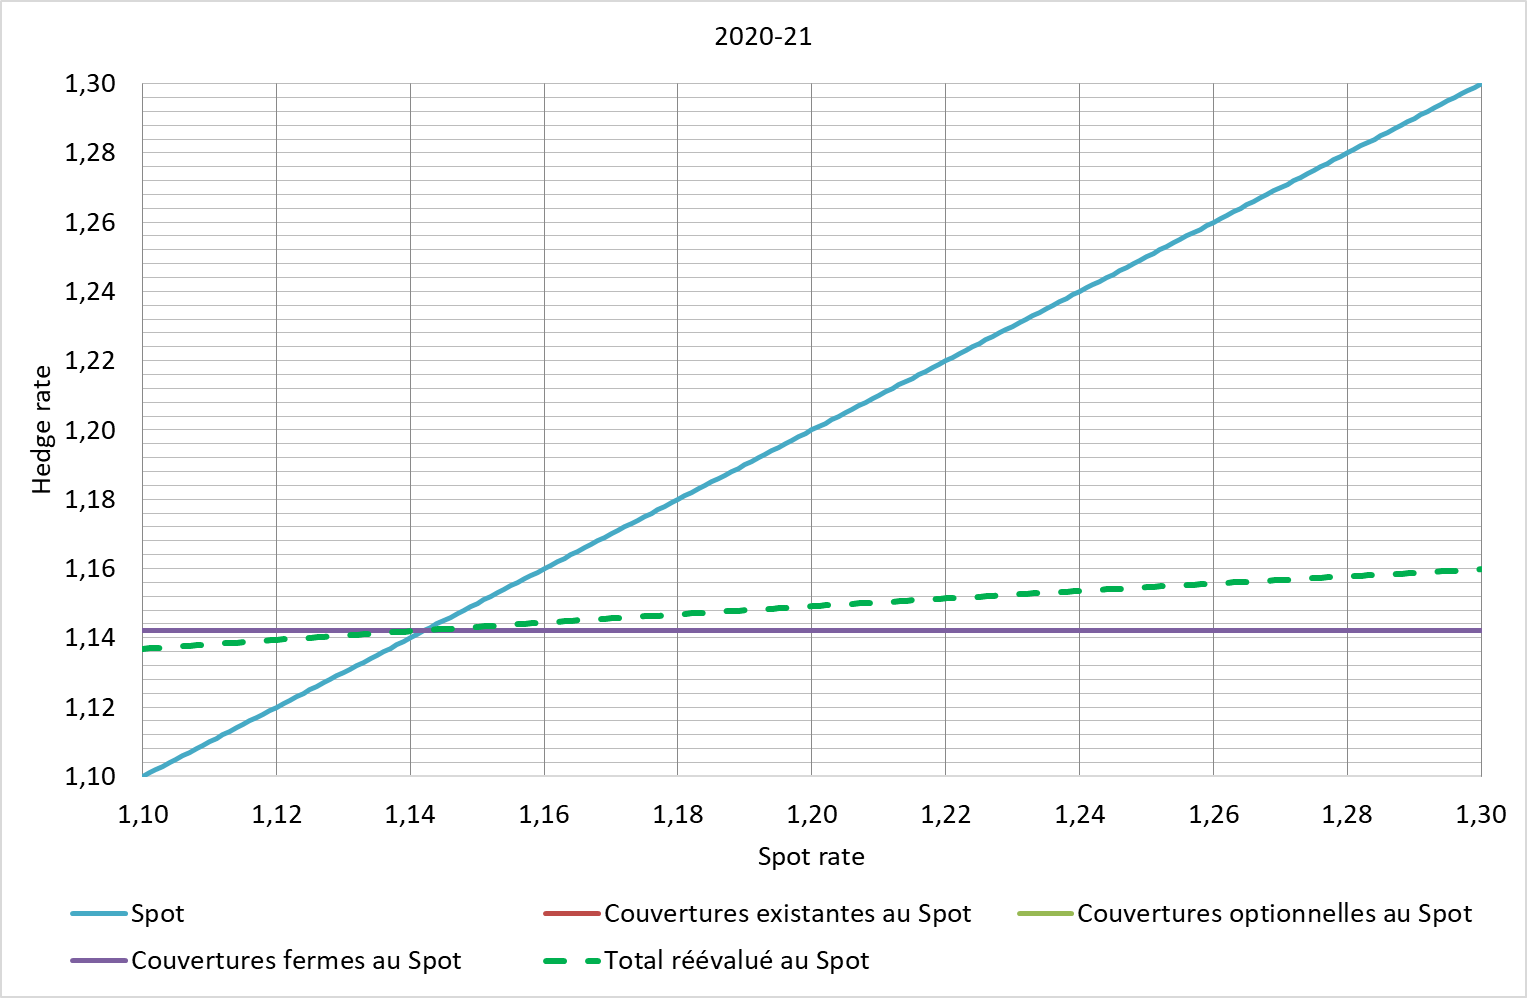 2020-21
1,30
1,28
1,26
1,24
1,22
1,20
1,18
1,16
1,14
1,12
1,10
Hedge rate
1,10 1,12 1,14 1,16 1,18 1,20 1,22 1,24 1,26 1,28 1,30
Spot rate
Spot Couvertures existantes au Spot Couvertures optionnelles au Spot
Couvertures fermes au Spot Total réévalué au Spot